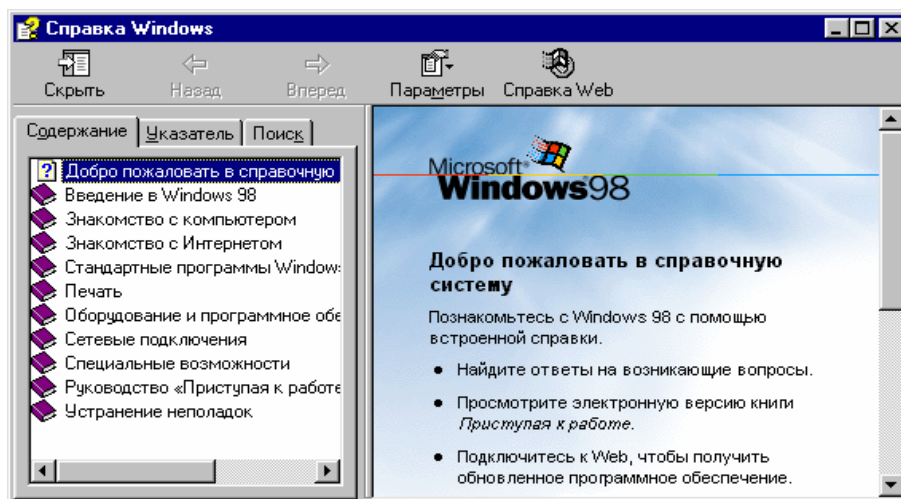 Справка Windows
Скрыть Назад Вперед Параметры Справка Web
Содержание Указатель Поиск
Добро пожаловать в справочную
Введение в Windows 98
Знакомство с компьютером
Знакомство с Интернетом
Стандартные программы Window
Печать
Оборудование и программное обе
Сетевые подключения
Специальные возможности
Руководство «Приступая к работе
Устранение неполадок
Microsoft
Windows98
Добро пожаловать в справочную
систему
Познакомьтесь с Windows 98 с помощью
встроенной справки.
• Найдите ответы на возникающие вопросы.
• Просмотрите электронную версию книги
Приступая к работе.
• Подключитесь к Web, чтобы получить
обновленное программное обеспечение.